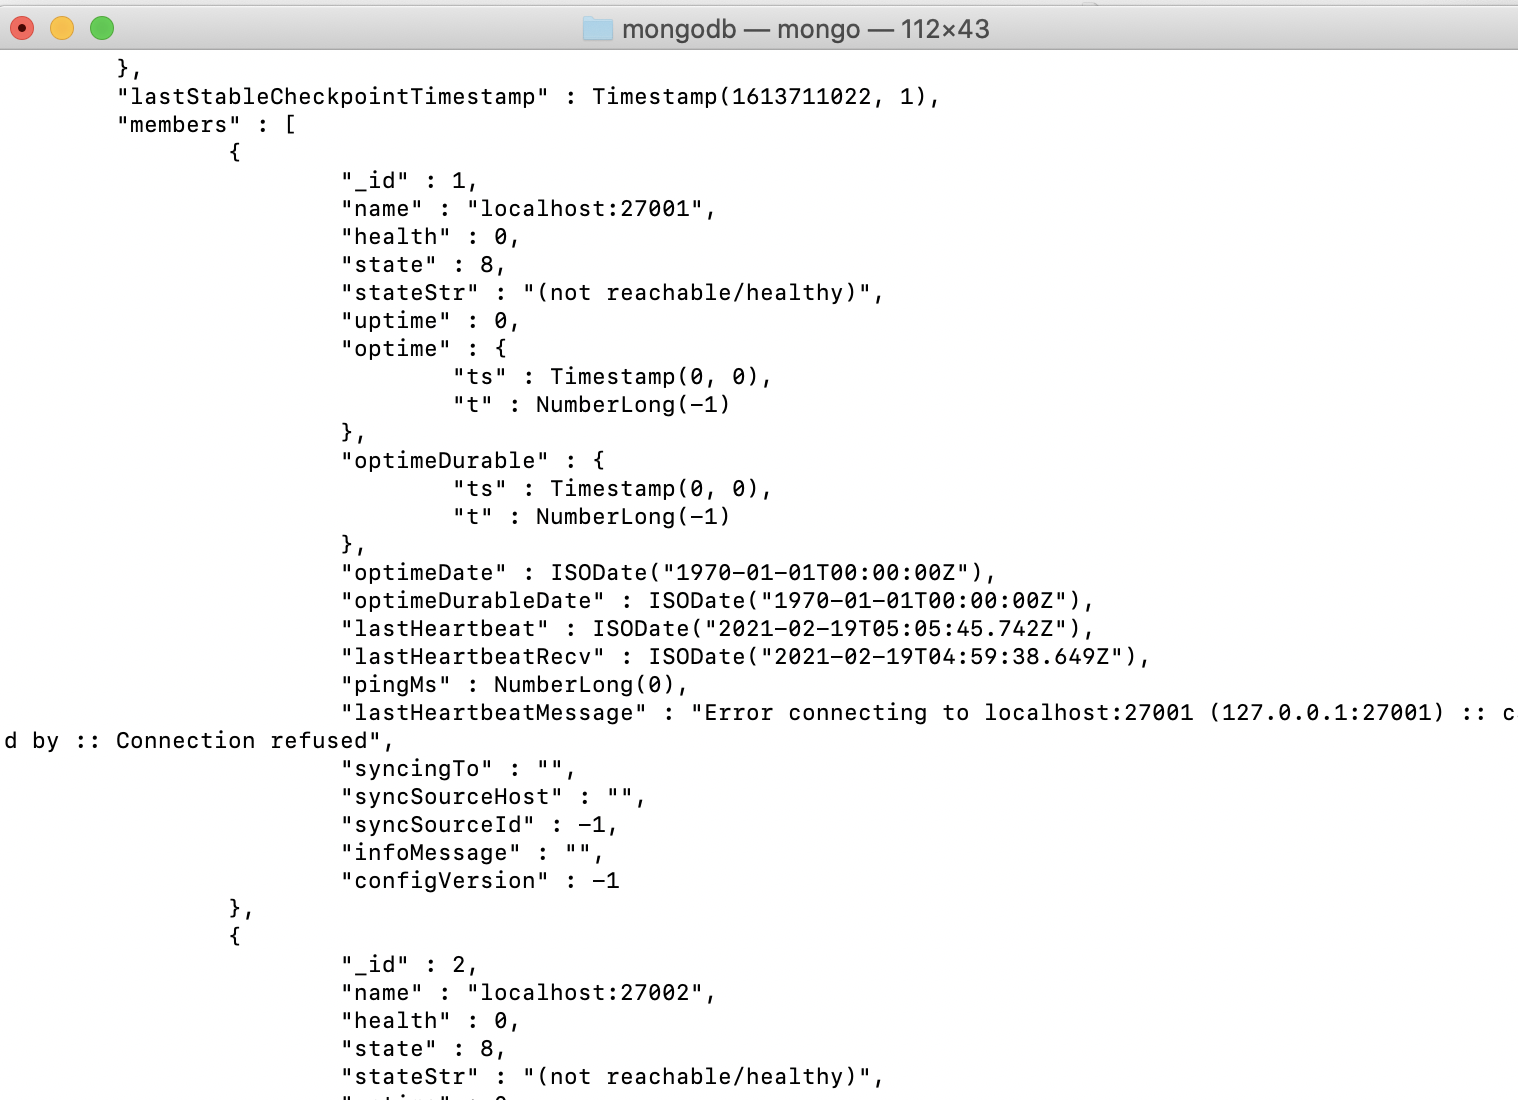 mongodb — mongo — 112×43
},
"lastStableCheckpointTimestamp" : Timestamp(1613711022, 1),
"members" : [
{
"_id" : 1,
"name" : "localhost:27001",
"health" : 0,
"state" : 8,
"stateStr" : "(not reachable/healthy)",
"uptime" : 0,
"optime" : {
"ts" : Timestamp(0, 0),
"t" : NumberLong(-1)
},
"optimeDurable" : {
"ts" : Timestamp(0, 0),
"t" : NumberLong(-1)
},
"optimeDate" : ISODate("1970-01-01T00:00:00Z"),
"optimeDurableDate" : ISODate("1970-01-01T00:00:00Z"),
"lastHeartbeat" : ISODate("2021-02-19T05:05:45.742Z"),
"lastHeartbeatRecv" : ISODate("2021-02-19T04:59:38.649Z"),
"pingMs" : NumberLong(0),
"lastHeartbeatMessage" : "Error connecting to localhost:27001 (127.0.0.1:27001) :: c
d by :: Connection refused",
"syncingTo" : "",
"syncSourceHost" : "",
"syncSourceId" : -1,
"infoMessage" : "",
"configVersion" : -1
},
{
"_id" : 2,
"name" : "localhost:27002",
"health" : 0,
"state" : 8,
"stateStr" : "(not reachable/healthy)",